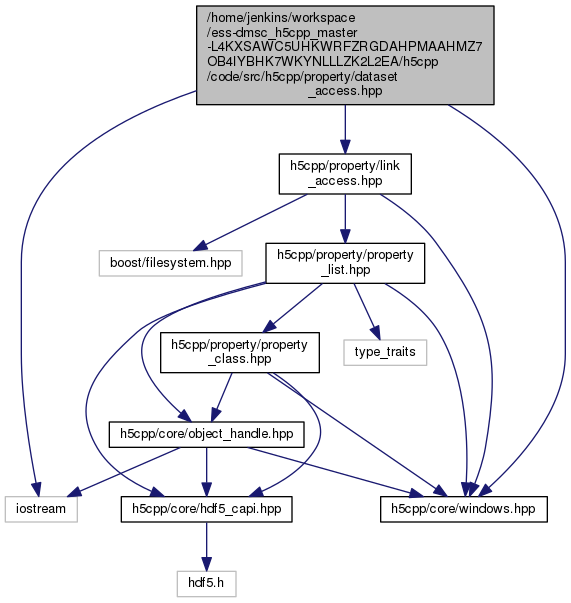 /home/jenkins/workspace
/ess-dmsc_h5cpp_master
-L4KXSAWC5UHKWRFZRGDAHPMAAHMZ7
OB4IYBHK7WKYNLLLZK2L2EA/h5cpp
/code/src/h5cpp/property/dataset
_access.hpp
h5cpp/property/link
_access.hpp
boost/filesystem.hpp
h5cpp/property/property
_list.hpp
h5cpp/property/property
_class.hpp
type_traits
h5cpp/core/object_handle.hpp
iostream
h5cpp/core/hdf5_capi.hpp
h5cpp/core/windows.hpp
hdf5.h